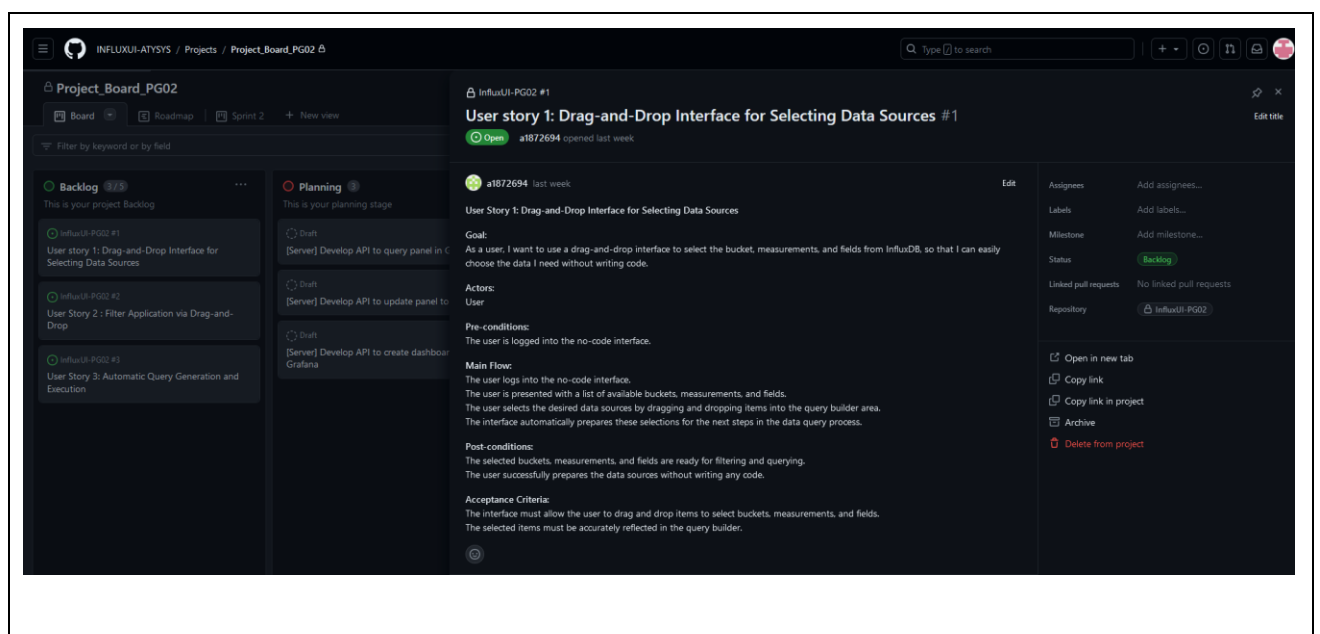 INFLUXUI-ATYSYS / Projects / Project_Board_PG02
Type / to search
Project_Board_PG02
Board
Roadmap
Sprint 2
+ New view
Filter by keyword or by field
Backlog 3 / 5
This is your project Backlog
InfluxUI-PG02 #1
User story 1: Drag-and-Drop Interface for
Selecting Data Sources
InfluxUI-PG02 #2
User Story 2 : Filter Application via Drag-and-
Drop
InfluxUI-PG02 #5
User Story 3: Automatic Query Generation and
Execution
Planning 3
This is your planning stage
Draft
[Server] Develop API to query panel in G
Draft
[Server] Develop API to update panel to
Draft
[Server] Develop API to create dashboar
Grafana
InfluxUI-PG02 #1
User story 1: Drag-and-Drop Interface for Selecting Data Sources #1
Edit title
Open
a1872694 opened last week
a1872694 last week
Edit
User Story 1: Drag-and-Drop Interface for Selecting Data Sources
Goal:
As a user, I want to use a drag-and-drop interface to select the bucket, measurements, and fields from InfluxDB, so that I can easily
choose the data I need without writing code.
Actors:
User
Pre-conditions:
The user is logged into the no-code interface.
Main Flow:
The user logs into the no-code interface.
The user is presented with a list of available buckets, measurements, and fields.
The user selects the desired data sources by dragging and dropping items into the query builder area.
The interface automatically prepares these selections for the next steps in the data query process.
Post-conditions:
The selected buckets, measurements, and fields are ready for filtering and querying.
The user successfully prepares the data sources without writing any code.
Acceptance Criteria:
The interface must allow the user to drag and drop items to select buckets, measurements, and fields.
The selected items must be accurately reflected in the query builder.
Assignees
Add assignees...
Labels
Add labels...
Milestone
Add milestone...
Status
Backlog
Linked pull requests
No linked pull requests
Repository
InfluxUI-PG02
Open in new tab
Copy link
Copy link in project
Archive
Delete from project